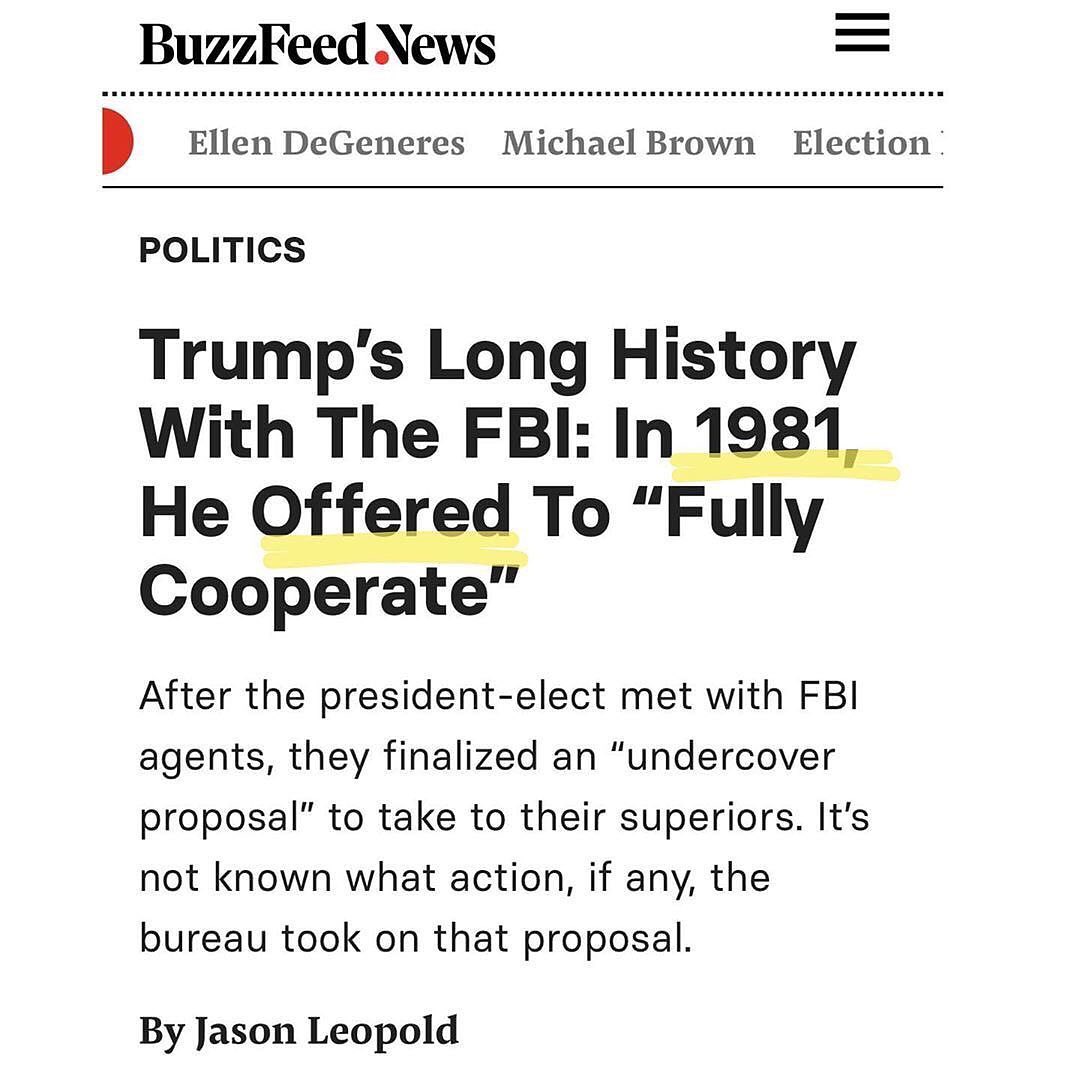 BuzzFeed News
Ellen DeGeneres Michael Brown Election
POLITICS
Trump’s Long History
With The FBI: In 1981,
He Offered To “Fully
Cooperate”
After the president-elect met with FBI
agents, they finalized an “undercover
proposal” to take to their superiors. It’s
not known what action, if any, the
bureau took on that proposal.
By Jason Leopold